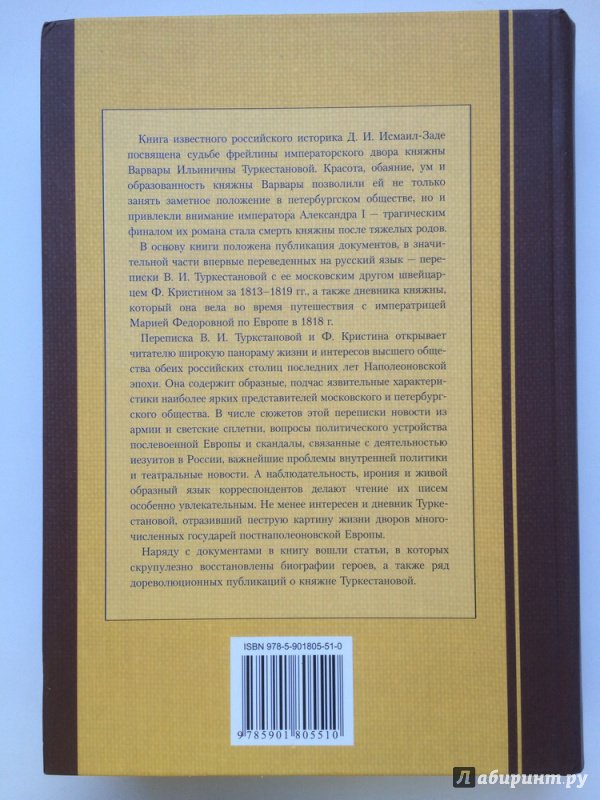 Книга известного российского историка Д. И. Исмаил-Заде
посвящена судьбе фрейлины императорского двора княжны
Варвары Ильиничны Туркестановой. Красота, обаяние, ум и
образованность княжны Варвары позволили ей не только
занять заметное положение в петербургском обществе, но и
привлекли внимание императора Александра I — трагическим
финалом их романа стала смерть княжны после тяжелых родов.
В основу книги положена публикация документов, в значи-
тельной части впервые переведенных на русский язык — пере-
писки В. И. Туркестановой с ее московским другом швейцар-
цем Ф. Кристином за 1813–1819 гг., а также дневника княжны,
который она вела во время путешествия с императрицей
Марией Федоровной по Европе в 1818 г.
Переписка В. И. Туркстановой и Ф. Кристина открывает
читателю широкую панораму жизни и интересов высшего обще-
ства обеих российских столиц последних лет Наполеоновской
эпохи. Она содержит образные, подчас язвительные характери-
стики наиболее ярких представителей московского и петербург-
ского общества. В числе сюжетов этой переписки новости из
армии и светские сплетни, вопросы политического устройства
послевоенной Европы и скандалы, связанные с деятельностью
иезуитов в России, важнейшие проблемы внутренней политики
и театральные новости. А наблюдательность, ирония и живой
образный язык корреспондентов делают чтение их писем
особенно увлекательным. Не менее интересен и дневник Турке-
становой, отразивший пеструю картину жизни дворов много-
численных государей постнаполеоновской Европы.
Наряду с документами в книгу вошли статьи, в которых
скрупулезно восстановлены биографии героев, а также ряд
дореволюционных публикаций о княжне Туркестановой.
ISBN 978-5-901805-51-0
9 785901 805510
лабиринт.ру